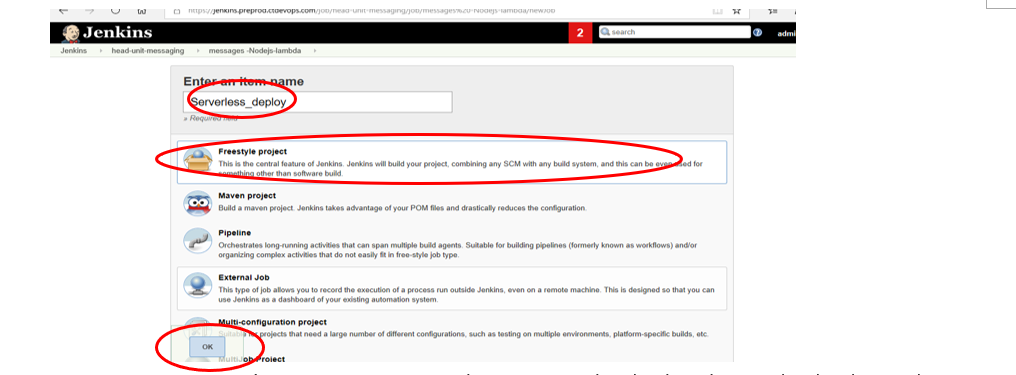 https://jenkins.preprod.ctdevops.com/job/head-unit-messaging/job/messages%20-Nodejs-lambda/newJob
Jenkins
2
search
admi
Jenkins › head-unit-messaging › messages -Nodejs-lambda ›
Enter an item name
Serverless_deploy
» Required field
Freestyle project
This is the central feature of Jenkins. Jenkins will build your project, combining any SCM with any build system, and this can be even used for
something other than software build.
Maven project
Build a maven project. Jenkins takes advantage of your POM files and drastically reduces the configuration.
Pipeline
Orchestrates long-running activities that can span multiple build agents. Suitable for building pipelines (formerly known as workflows) and/or
organizing complex activities that do not easily fit in free-style job type.
External Job
This type of job allows you to record the execution of a process run outside Jenkins, even on a remote machine. This is designed so that you can
use Jenkins as a dashboard of your existing automation system.
Multi-configuration project
Suitable for projects that need a large number of different configurations, such as testing on multiple environments, platform-specific builds, etc.
OK
MultiJob Project